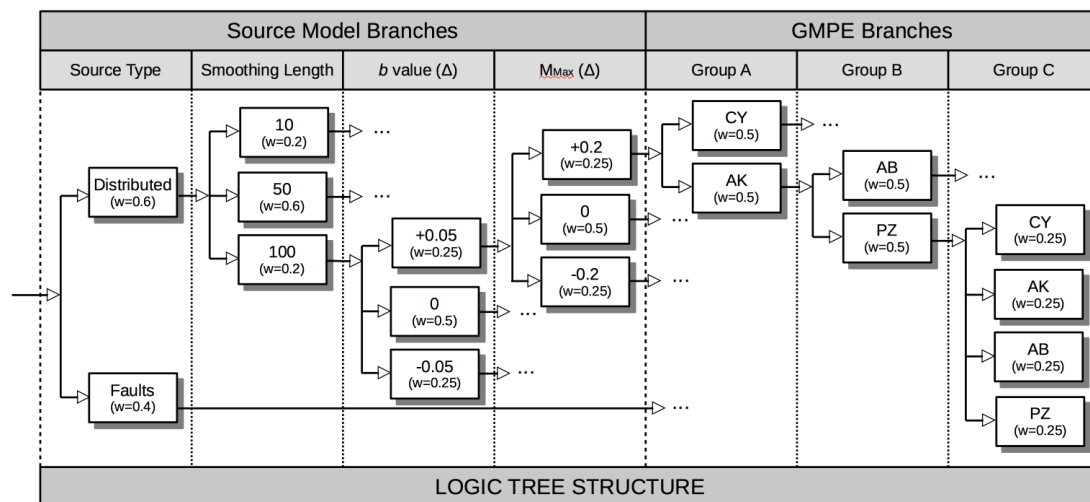 Source Model Branches
GMPE Branches
Source Type
Smoothing Length
b value (Δ)
MMax (Δ)
Group A
Group B
Group C
Distributed
(w=0.6)
Faults
(w=0.4)
10
(w=0.2)
...
50
(w=0.6)
...
100
(w=0.2)
+0.05
(w=0.25)
0
(w=0.5)
...
-0.05
(w=0.25)
...
+0.2
(w=0.25)
0
(w=0.5)
...
-0.2
(w=0.25)
...
...
CY
(w=0.5)
...
AK
(w=0.5)
AB
(w=0.5)
...
PZ
(w=0.5)
CY
(w=0.25)
AK
(w=0.25)
AB
(w=0.25)
PZ
(w=0.25)
LOGIC TREE STRUCTURE